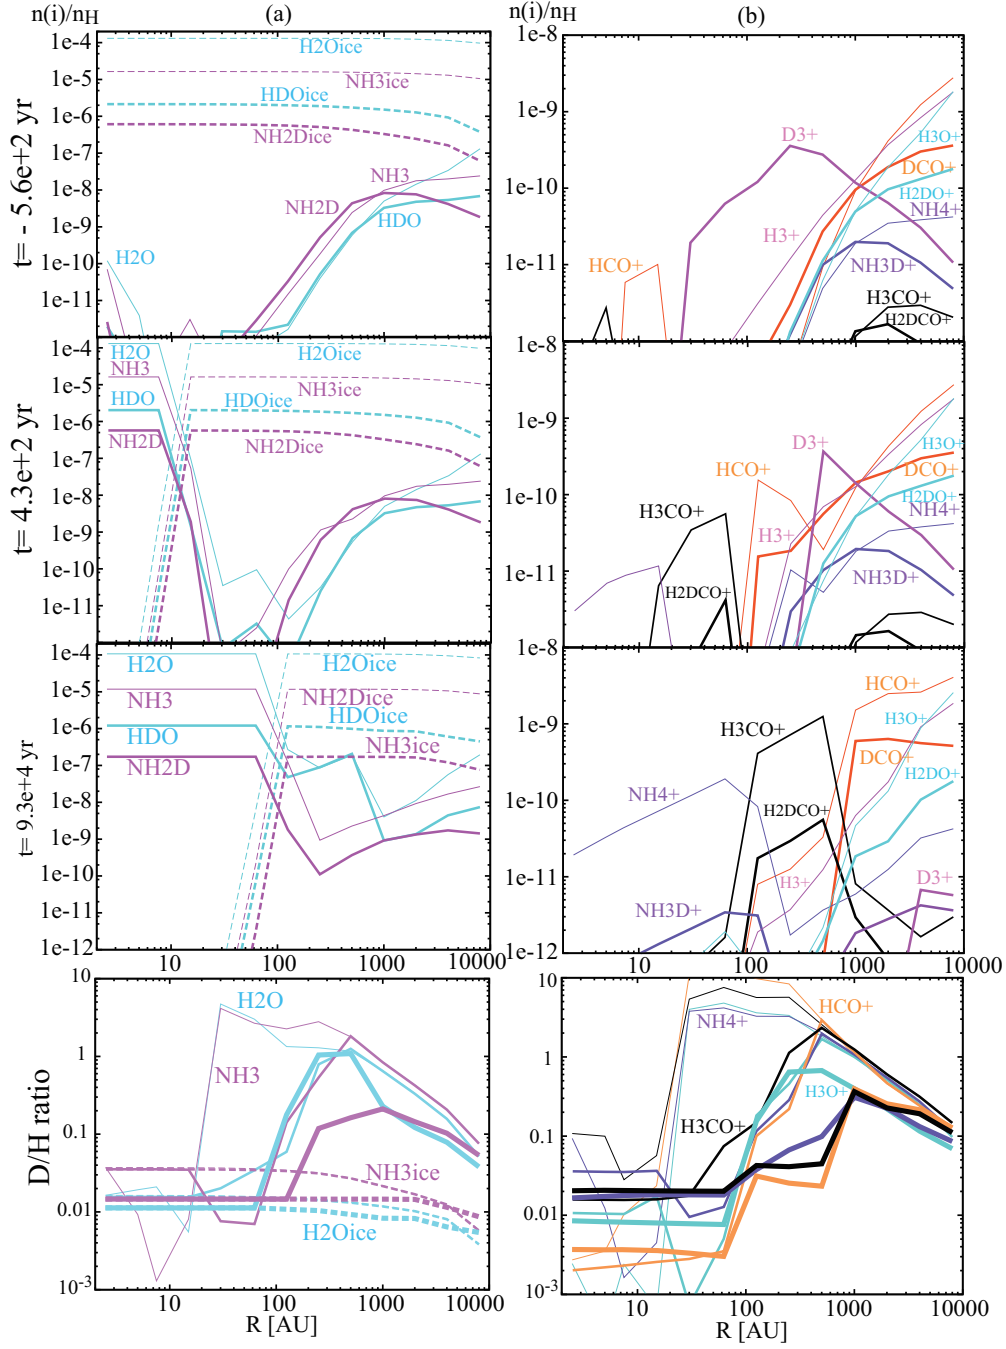 n(i)/nH (a) n(i)/nH (b)
t= - 5.6e+2 yr
1e-4
1e-5
1e-6
1e-7
1e-8
1e-9
1e-10
1e-11
H2Oice
NH3ice
HDOice
NH2Dice
NH3
NH2D
HDO
H2O
1e-8
1e-9
1e-10
1e-11
1e-8
D3+
H3O+
DCO+
H2DO+
NH4+
H3+
HCO+
NH3D+
H3CO+
H2DCO+
t= 4.3e+2 yr
1e-4
1e-5
1e-6
1e-7
1e-8
1e-9
1e-10
1e-11
H2O
H2Oice
NH3
NH3ice
HDO
HDOice
NH2D
NH2Dice
1e-9
1e-10
1e-11
1e-8
D3+
H3O+
HCO+
DCO+
H2DO+
H3CO+
NH4+
H3+
NH3D+
H2DCO+
t= 9.3e+4 yr
1e-4
1e-5
1e-6
1e-7
1e-8
1e-9
1e-10
1e-11
1e-12
H2O
H2Oice
NH3
NH2Dice
HDO
HDOice
NH3ice
NH2D
10 100 1000 10000
1e-9
1e-10
1e-11
1e-12
HCO+
H3O+
H3CO+
DCO+
H2DO+
NH4+
H2DCO+
H3+
D3+
NH3D+
10 100 1000 10000
D/H ratio
10
1
0.1
0.01
10-3
H2O
NH3
NH3ice
H2Oice
10 100 1000 10000
R [AU]
10
1
0.1
0.01
10-3
HCO+
NH4+
H3O+
H3CO+
10 100 1000 10000
R [AU]